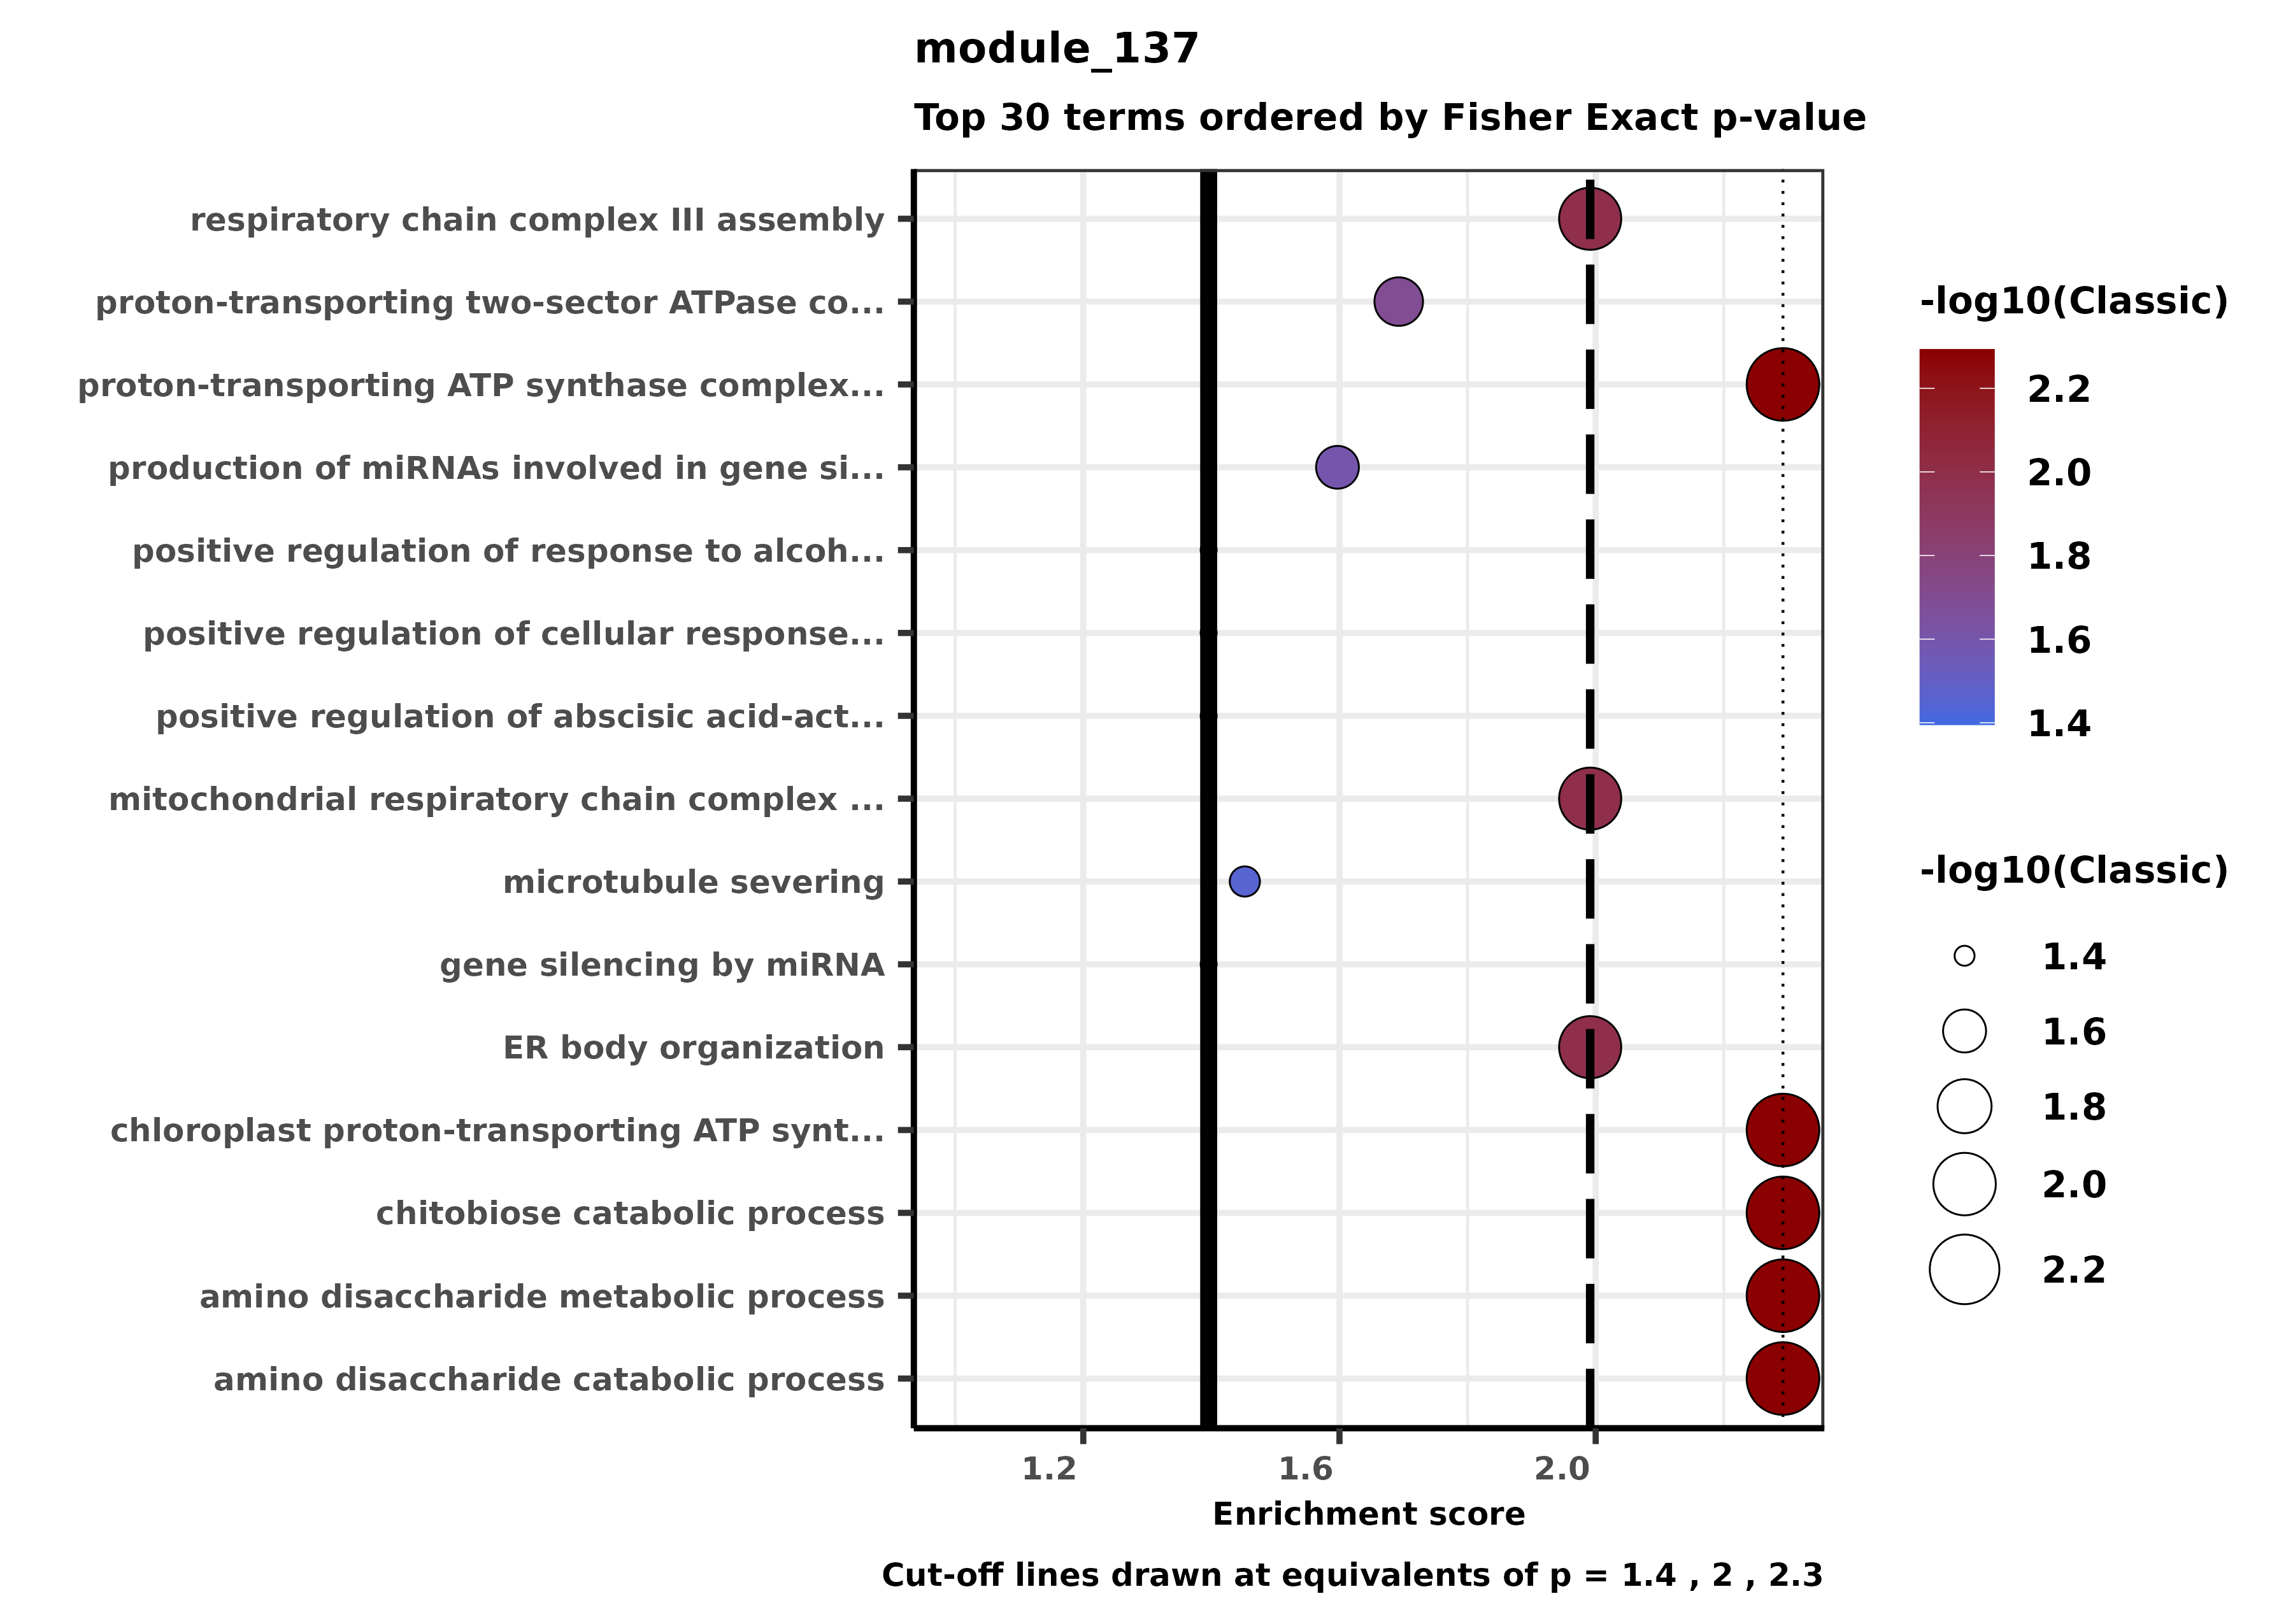 module_137
Top 30 terms ordered by Fisher Exact p-value
respiratory chain complex III assembly
proton-transporting two-sector ATPase co...
proton-transporting ATP synthase complex...
production of miRNAs involved in gene si...
positive regulation of response to alcoh...
positive regulation of cellular response...
positive regulation of abscisic acid-act...
mitochondrial respiratory chain complex ...
microtubule severing
gene silencing by miRNA
ER body organization
chloroplast proton-transporting ATP synt...
chitobiose catabolic process
amino disaccharide metabolic process
amino disaccharide catabolic process
1.2 1.6 2.0
Enrichment score
Cut-off lines drawn at equivalents of p = 1.4 , 2 , 2.3
-log10(Classic)
2.2
2.0
1.8
1.6
1.4
-log10(Classic)
1.4
1.6
1.8
2.0
2.2